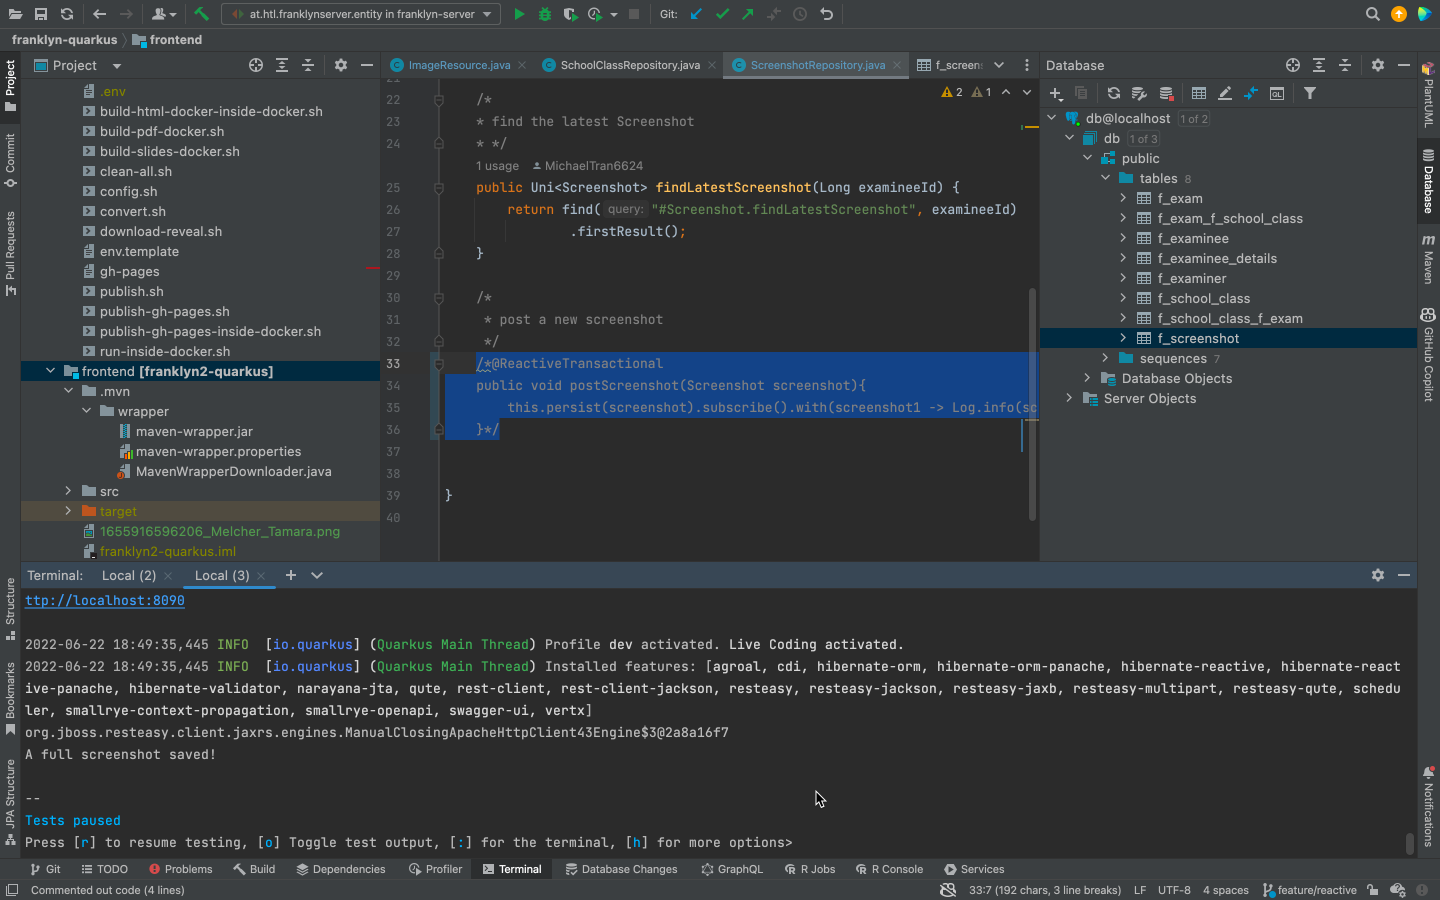 at.htl.franklynserver.entity in franklyn-server
Git:
franklyn-quarkus
frontend
Project
.env
build-html-docker-inside-docker.sh
build-pdf-docker.sh
build-slides-docker.sh
clean-all.sh
config.sh
convert.sh
download-reveal.sh
env.template
gh-pages
publish.sh
publish-gh-pages.sh
publish-gh-pages-inside-docker.sh
run-inside-docker.sh
frontend [franklyn2-quarkus]
.mvn
wrapper
maven-wrapper.jar
maven-wrapper.properties
MavenWrapperDownloader.java
src
target
1655916596206_Melcher_Tamara.png
franklyn2-quarkus.iml
ImageResource.java
SchoolClassRepository.java
ScreenshotRepository.java
f_screens
2
1
21
22 /*
23 * find the latest Screenshot
24 * */
1 usage MichaelTran6624
25 public Uni<Screenshot> findLatestScreenshot(Long examineeId) {
26 return find( query: "#Screenshot.findLatestScreenshot", examineeId)
27 .firstResult();
28 }
29
30 /*
31 * post a new screenshot
32 */
33 /*@ReactiveTransactional
34 public void postScreenshot(Screenshot screenshot){
35 this.persist(screenshot).subscribe().with(screenshot1 -> Log.info(sc
36 }*/
37
38
39 }
40
Database
db@localhost 1 of 2
db 1 of 3
public
tables 8
f_exam
f_exam_f_school_class
f_examinee
f_examinee_details
f_examiner
f_school_class
f_school_class_f_exam
f_screenshot
sequences 7
Database Objects
Server Objects
Project
Commit
Pull Requests
Structure
Bookmarks
JPA Structure
PlantUML
Database
Maven
GitHub Copilot
Notifications
Terminal: Local (2) Local (3)
ttp://localhost:8090
2022-06-22 18:49:35,445 INFO [io.quarkus] (Quarkus Main Thread) Profile dev activated. Live Coding activated.
2022-06-22 18:49:35,445 INFO [io.quarkus] (Quarkus Main Thread) Installed features: [agroal, cdi, hibernate-orm, hibernate-orm-panache, hibernate-reactive, hibernate-react
ive-panache, hibernate-validator, narayana-jta, qute, rest-client, rest-client-jackson, resteasy, resteasy-jackson, resteasy-jaxb, resteasy-multipart, resteasy-qute, schedu
ler, smallrye-context-propagation, smallrye-openapi, swagger-ui, vertx]
org.jboss.resteasy.client.jaxrs.engines.ManualClosingApacheHttpClient43Engine$3@2a8a16f7
A full screenshot saved!
--
Tests paused
Press [r] to resume testing, [o] Toggle test output, [:] for the terminal, [h] for more options>
Git TODO Problems Build Dependencies Profiler Terminal Database Changes GraphQL R Jobs R Console Services
Commented out code (4 lines)
33:7 (192 chars, 3 line breaks) LF UTF-8 4 spaces feature/reactive